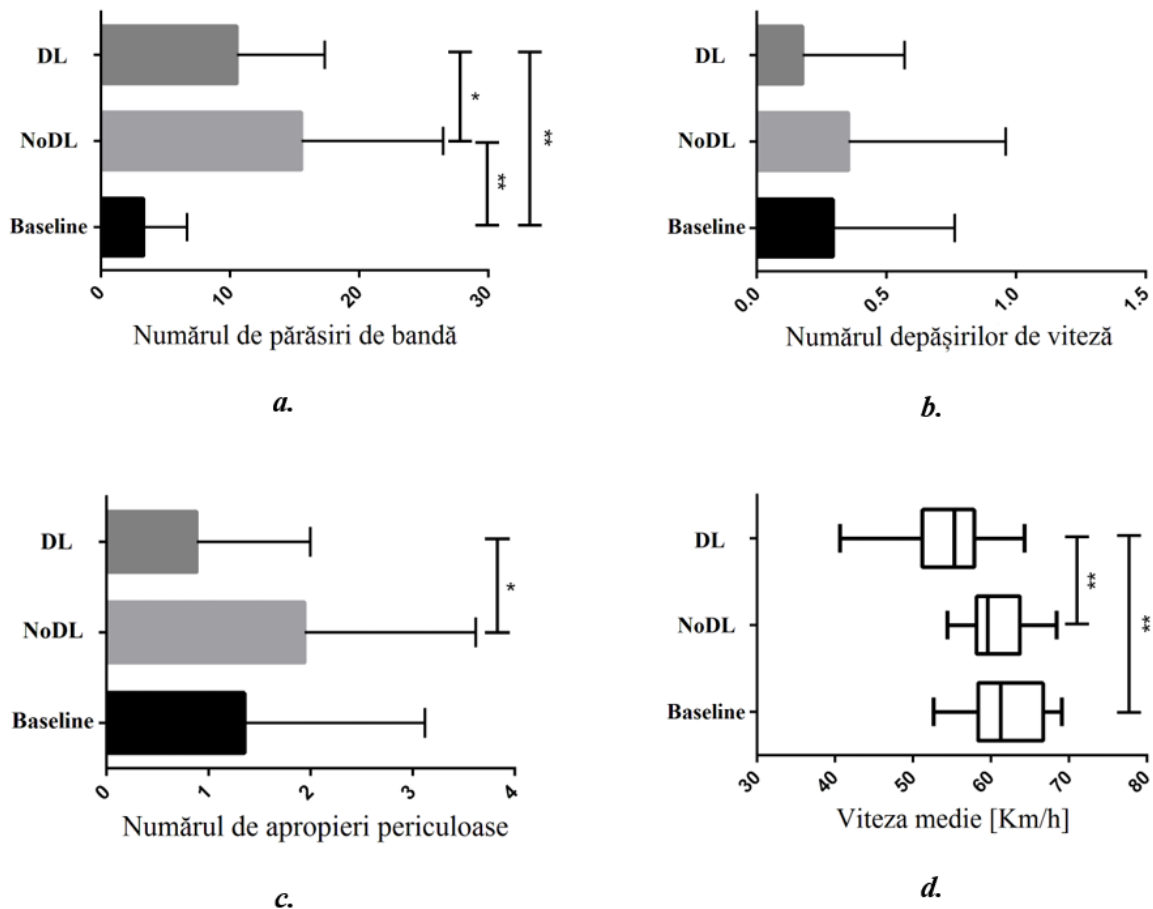 DL
NoDL
Baseline
*
**
**
0 10 20 30
Numărul de părăsiri de bandă
a.
DL
NoDL
Baseline
0.0 0.5 1.0 1.5
Numărul depășirilor de viteză
b.
DL
NoDL
Baseline
*
0 1 2 3 4
Numărul de apropieri periculoase
c.
DL
NoDL
Baseline
**
**
30 40 50 60 70 80
Viteza medie [Km/h]
d.